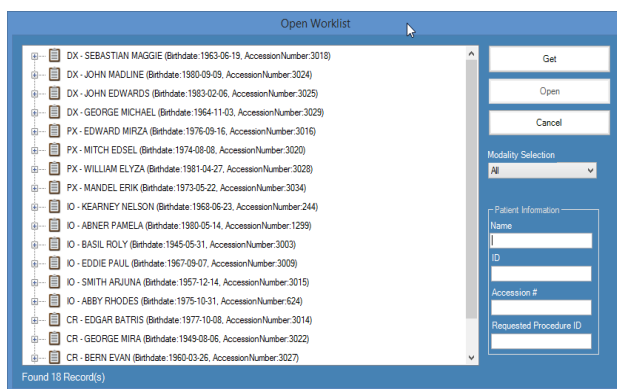 Open Worklist
DX - SEBASTIAN MAGGIE (Birthdate:1963-06-19, AccessionNumber:3018)
DX - JOHN MADLINE (Birthdate:1980-09-09, AccessionNumber:3024)
DX - JOHN EDWARDS (Birthdate:1983-02-06, AccessionNumber:3025)
DX - GEORGE MICHAEL (Birthdate:1964-11-03, AccessionNumber:3029)
PX - EDWARD MIRZA (Birthdate:1976-09-16, AccessionNumber:3016)
PX - MITCH EDSEL (Birthdate:1974-08-08, AccessionNumber:3020)
PX - WILLIAM ELYZA (Birthdate:1981-04-27, AccessionNumber:3028)
PX - MANDEL ERIK (Birthdate:1973-05-22, AccessionNumber:3034)
IO - KEARNEY NELSON (Birthdate:1968-06-23, AccessionNumber:244)
IO - ABNER PAMELA (Birthdate:1980-05-14, AccessionNumber:1299)
IO - BASIL ROLY (Birthdate:1945-05-31, AccessionNumber:3003)
IO - EDDIE PAUL (Birthdate:1967-09-07, AccessionNumber:3009)
IO - SMITH ARJUNA (Birthdate:1957-12-14, AccessionNumber:3015)
IO - ABBY RHODES (Birthdate:1975-10-31, AccessionNumber:624)
CR - EDGAR BATRIS (Birthdate:1977-10-08, AccessionNumber:3014)
CR - GEORGE MIRA (Birthdate:1949-08-06, AccessionNumber:3022)
CR - BERN EVAN (Birthdate:1960-03-26, AccessionNumber:3027)
Found 18 Record(s)
Get
Open
Cancel
Modality Selection
All
Patient Information
Name
ID
Accession #
Requested Procedure ID